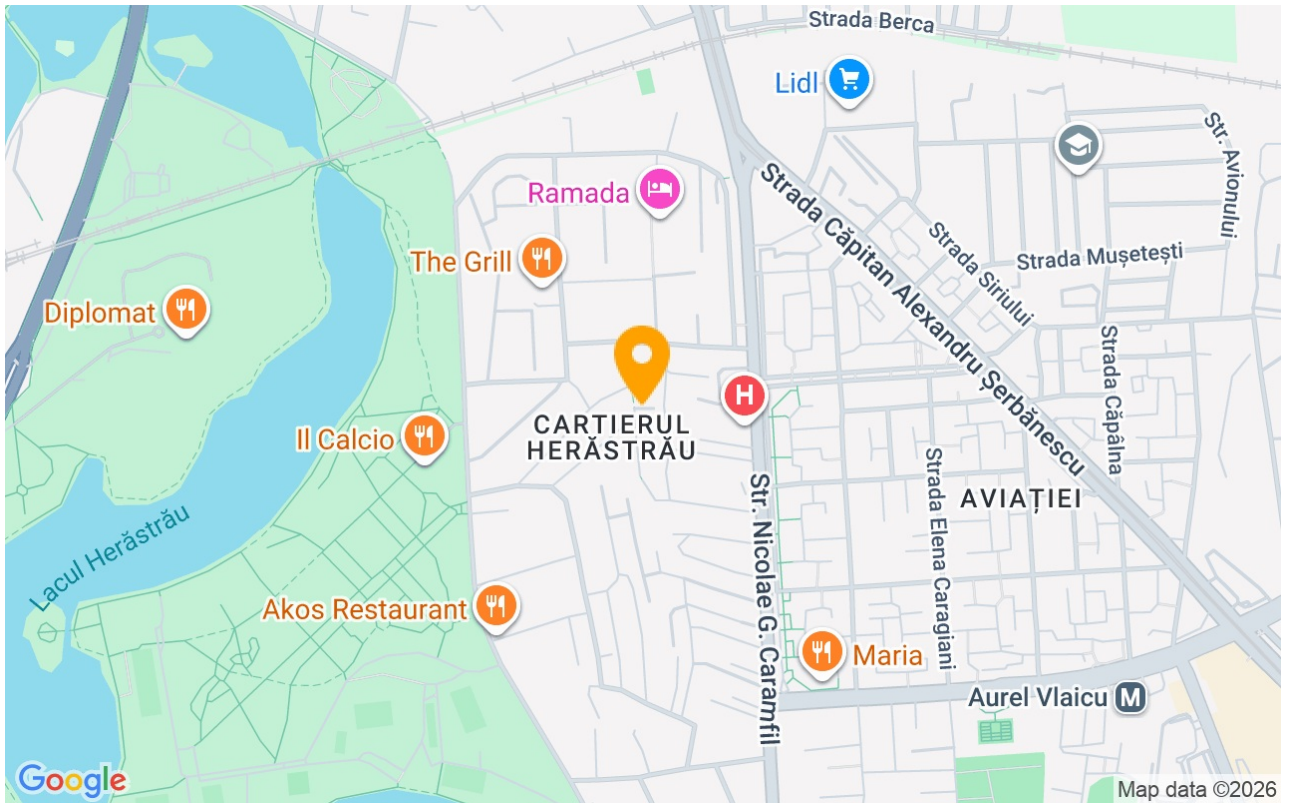 Strada Berca
Lidl
Str. Avionului
Ramada
Strada Căpitan Alexandru Șerbănescu
The Grill
Strada Siriului
Strada Mușetești
Diplomat
Strada Căpâlna
H
CARTIERUL
HERĂSTRĂU
Il Calcio
Strada Elena Caragiani
AVIAȚIEI
Str. Nicolae G. Caramfil
Lacul Herăstrău
Akos Restaurant
Maria
Aurel Vlaicu M
Google
Map data ©2026